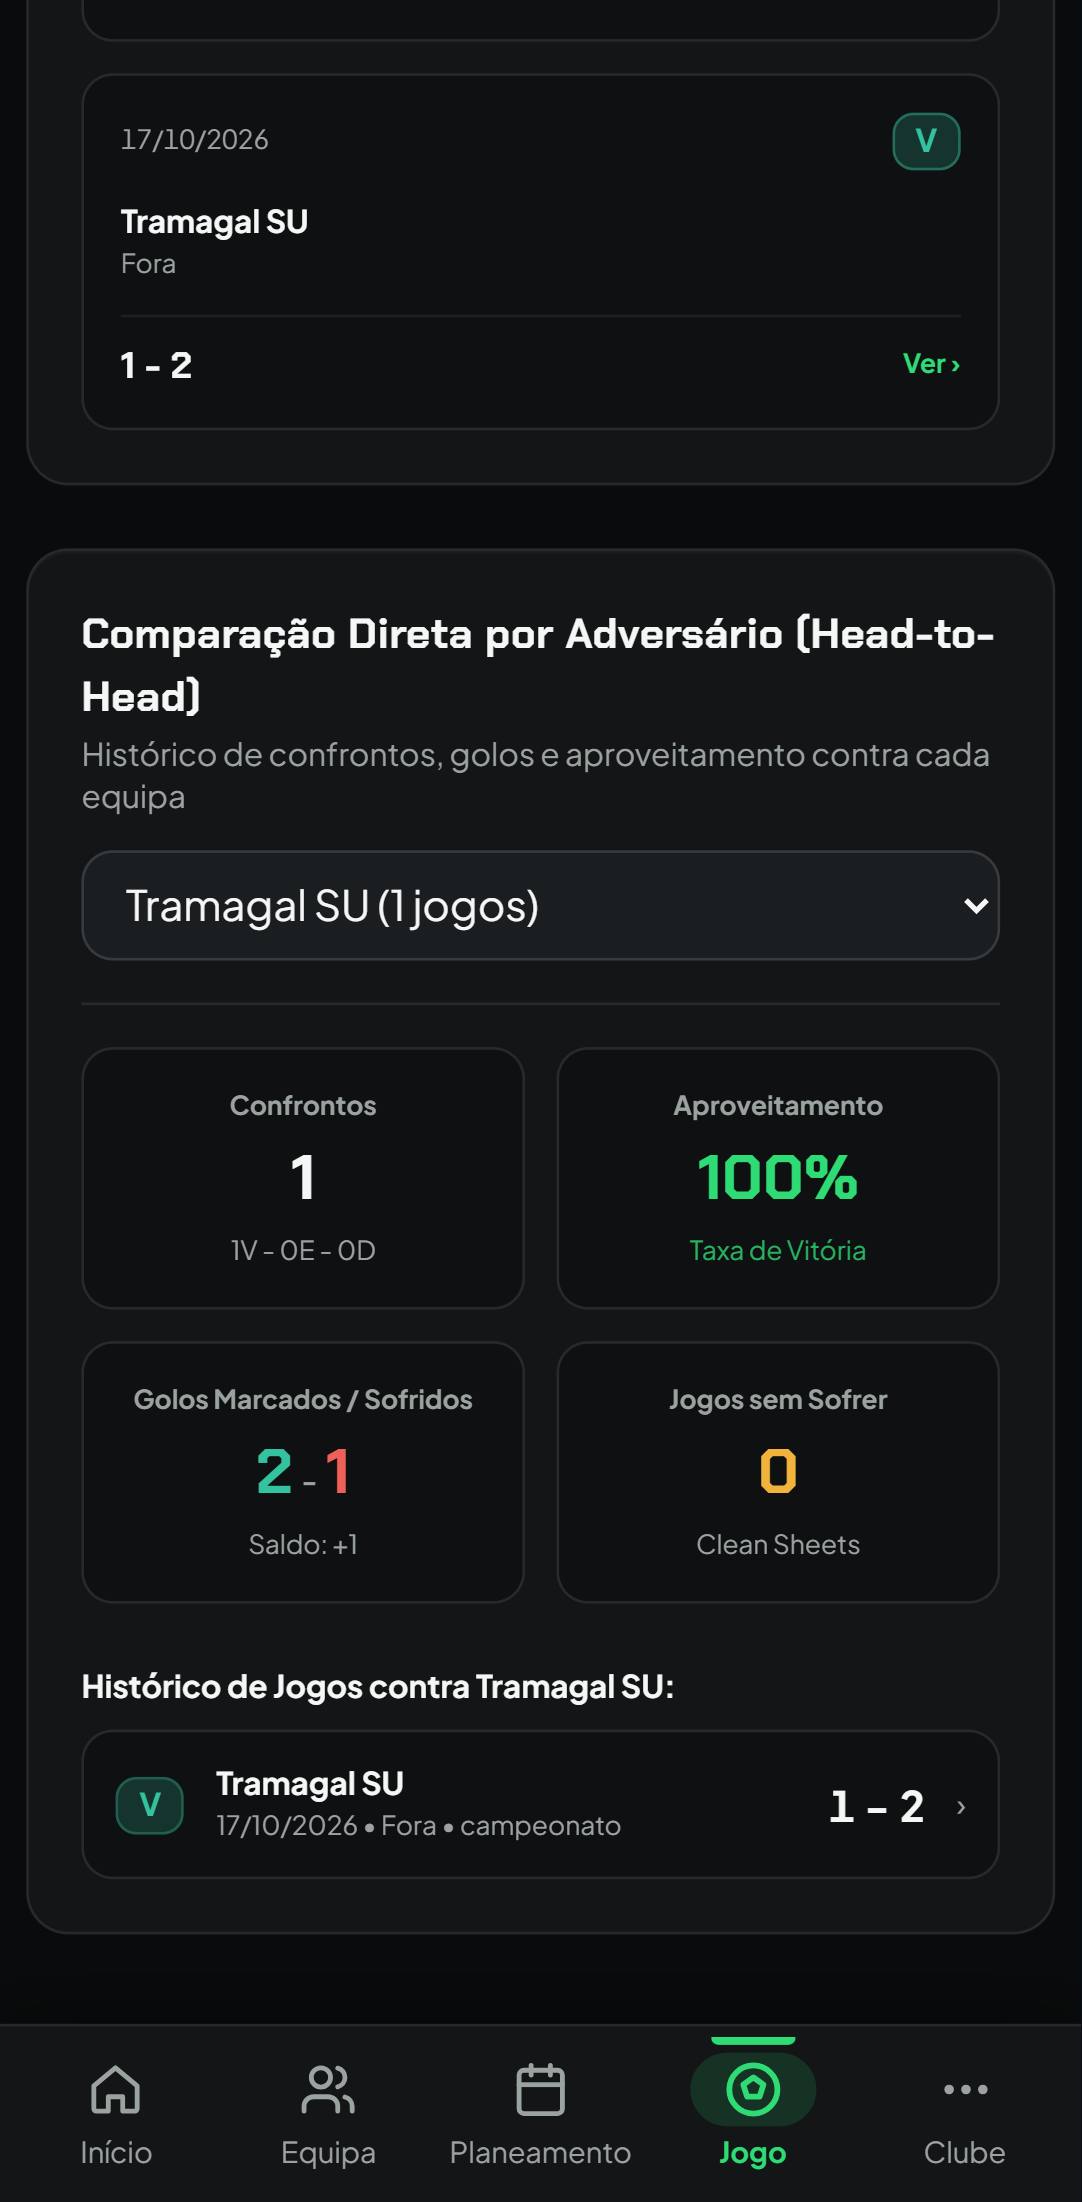 17/10/2026
V
Tramagal SU
Fora
1 - 2
Ver ›
Comparação Direta por Adversário (Head-to-
Head)
Histórico de confrontos, golos e aproveitamento contra cada
equipa
Tramagal SU (1 jogos)
Confrontos
1
1V - 0E - 0D
Aproveitamento
100%
Taxa de Vitória
Golos Marcados / Sofridos
2 - 1
Saldo: +1
Jogos sem Sofrer
0
Clean Sheets
Histórico de Jogos contra Tramagal SU:
V
Tramagal SU
17/10/2026 • Fora • campeonato
1 - 2 ›
Início
Equipa
Planeamento
Jogo
Clube